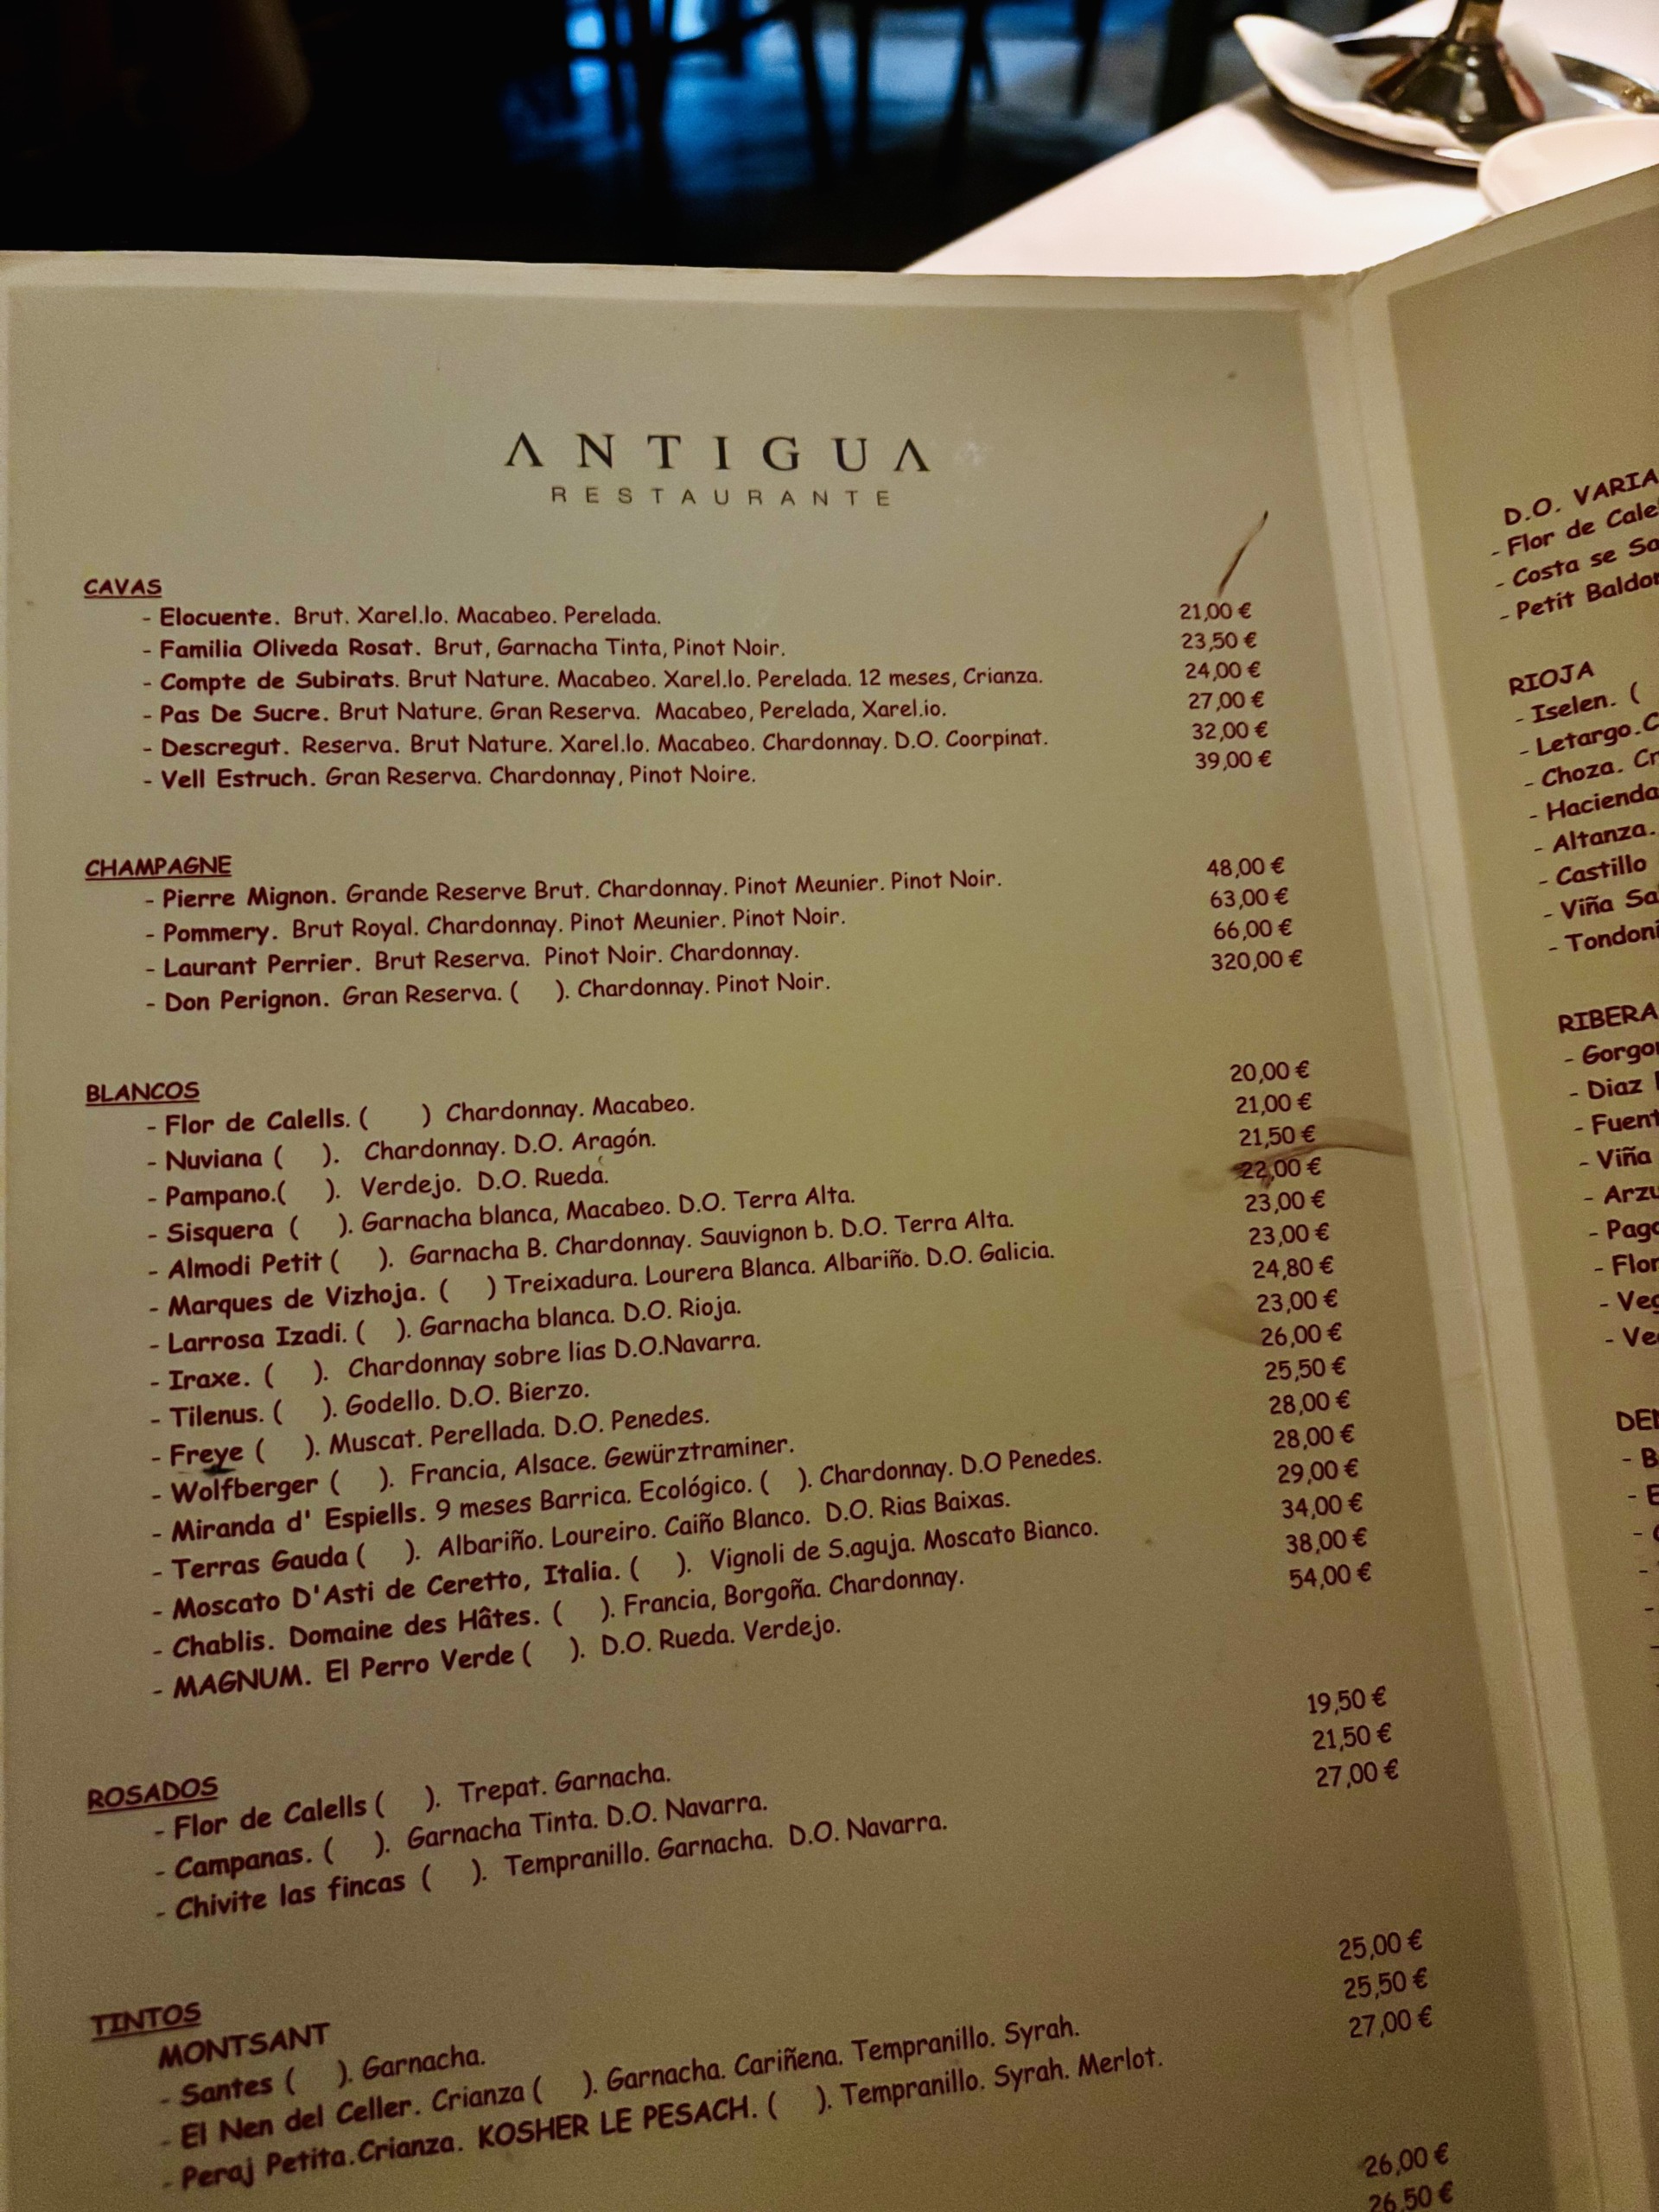 ANTIGUA
RESTAURANTE
CAVAS
- Elocuente. Brut. Xarel.lo. Macabeo. Perelada. 21,00 €
- Familia Oliveda Rosat. Brut, Garnacha Tinta, Pinot Noir. 23,50 €
- Compte de Subirats. Brut Nature. Macabeo. Xarel.lo. Perelada. 12 meses, Crianza. 24,00 €
- Pas De Sucre. Brut Nature. Gran Reserva. Macabeo, Perelada, Xarel.io. 27,00 €
- Descregut. Reserva. Brut Nature. Xarel.lo. Macabeo. Chardonnay. D.O. Coorpinat. 32,00 €
- Vell Estruch. Gran Reserva. Chardonnay, Pinot Noire. 39,00 €
CHAMPAGNE
- Pierre Mignon. Grande Reserve Brut. Chardonnay. Pinot Meunier. Pinot Noir. 48,00 €
- Pommery. Brut Royal. Chardonnay. Pinot Meunier. Pinot Noir. 63,00 €
- Laurant Perrier. Brut Reserva. Pinot Noir. Chardonnay. 66,00 €
- Don Perignon. Gran Reserva. ( ). Chardonnay. Pinot Noir. 320,00 €
BLANCOS
- Flor de Calells. ( ) Chardonnay. Macabeo. 20,00 €
- Nuviana ( ). Chardonnay. D.O. Aragón. 21,00 €
- Pampano.( ). Verdejo. D.O. Rueda. 21,50 €
- Sisquera ( ). Garnacha blanca, Macabeo. D.O. Terra Alta. 22,00 €
- Almodi Petit ( ). Garnacha B. Chardonnay. Sauvignon b. D.O. Terra Alta. 23,00 €
- Marques de Vizhoja. ( ) Treixadura. Lourera Blanca. Albariño. D.O. Galicia. 23,00 €
- Larrosa Izadi. ( ). Garnacha blanca. D.O. Rioja. 24,80 €
- Iraxe. ( ). Chardonnay sobre lias D.O.Navarra. 23,00 €
- Tilenus. ( ). Godello. D.O. Bierzo. 26,00 €
- Freye ( ). Muscat. Perellada. D.O. Penedes. 25,50 €
- Wolfberger ( ). Francia, Alsace. Gewürztraminer. 28,00 €
- Miranda d' Espiells. 9 meses Barrica. Ecológico. ( ). Chardonnay. D.O Penedes. 28,00 €
- Terras Gauda ( ). Albariño. Loureiro. Caiño Blanco. D.O. Rias Baixas. 29,00 €
- Moscato D'Asti de Ceretto, Italia. ( ). Vignoli de S.aguja. Moscato Bianco. 34,00 €
- Chablis. Domaine des Hâtes. ( ). Francia, Borgoña. Chardonnay. 38,00 €
- MAGNUM. El Perro Verde ( ). D.O. Rueda. Verdejo. 54,00 €
ROSADOS
- Flor de Calells ( ). Trepat. Garnacha. 19,50 €
- Campanas. ( ). Garnacha Tinta. D.O. Navarra. 21,50 €
- Chivite las fincas ( ). Tempranillo. Garnacha. D.O. Navarra. 27,00 €
TINTOS
MONTSANT
- Santes ( ). Garnacha. 25,00 €
- El Nen del Celler. Crianza ( ). Garnacha. Cariñena. Tempranillo. Syrah. 25,50 €
- Peraj Petita.Crianza. KOSHER LE PESACH. ( ). Tempranillo. Syrah. Merlot. 27,00 €
26,00 €
26,50 €
D.O.
- Flor de
- Costa se
- Petit
RIOJA
- Iselen. (
- Letargo.
- Choza.
- Hacienda
- Altanza.
- Castillo
- Viña
RIBERA
- Diaz
- Viña